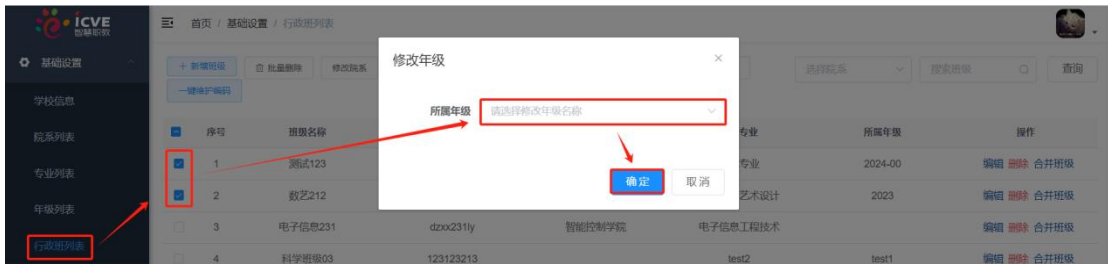 icve
智慧职教
首页 / 基础设置 / 行政班列表
基础设置
学校信息
院系列表
专业列表
年级列表
行政班列表
+ 新增班级 批量删除 修改院系
一键维护编码
选择院系 搜索班级 查询
修改年级 ×
所属年级 请选择修改年级名称
确定 取消
序号 班级名称 专业 所属年级 操作
1 测试123 专业 2024-00 编辑 删除 合并班级
2 数艺212 艺术设计 2023 编辑 删除 合并班级
3 电子信息231 dzxx231ly 智能控制学院 电子信息工程技术 编辑 删除 合并班级
4 科学班级03 123123213 test2 test1 编辑 删除 合并班级